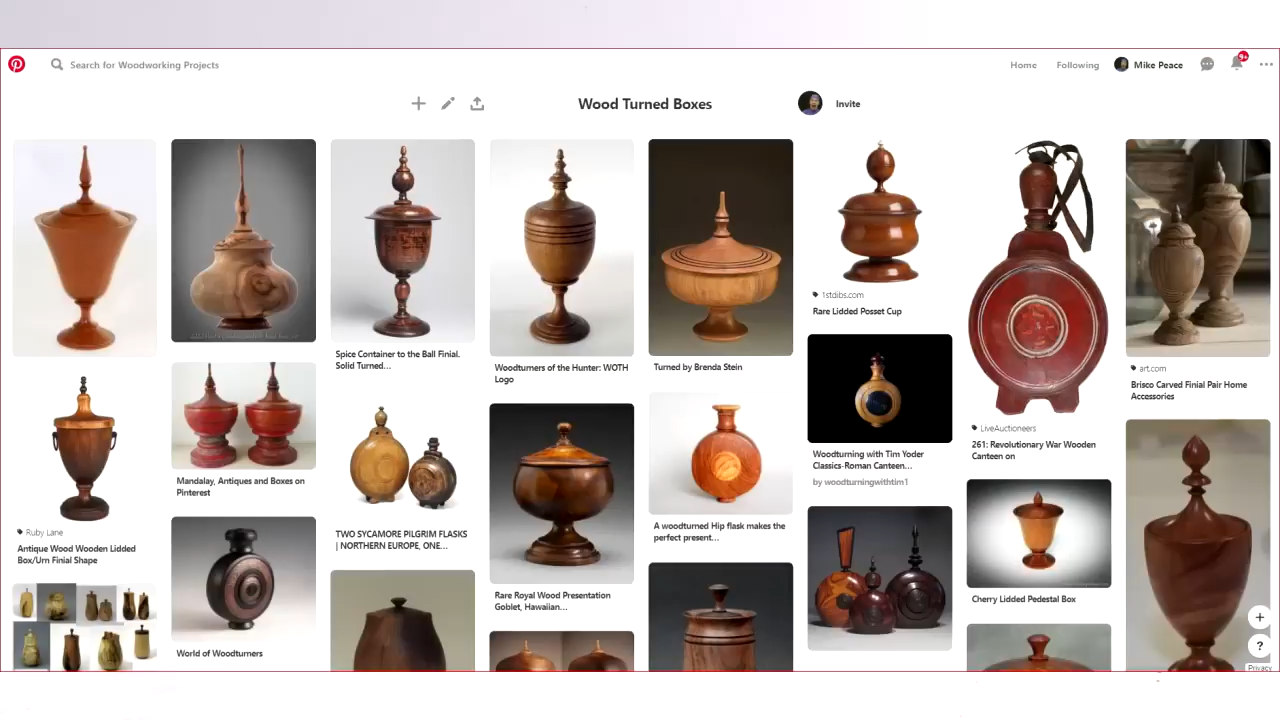 Search for Woodworking Projects
Home
Following
Mike Peace
9+
Wood Turned Boxes
Invite
Ruby Lane
Antique Wood Wooden Lidded
Box/Urn Finial Shape
Mandalay, Antiques and Boxes on
Pinterest
World of Woodturners
Spice Container to the Ball Finial.
Solid Turned...
TWO SYCAMORE PILGRIM FLASKS
| NORTHERN EUROPE, ONE...
Woodturners of the Hunter: WOTH
Logo
Rare Royal Wood Presentation
Goblet, Hawaiian...
Turned by Brenda Stein
A woodturned Hip flask makes the
perfect present...
1stdibs.com
Rare Lidded Posset Cup
Woodturning with Tim Yoder
Classics-Roman Canteen...
by woodturningwithtim1
LiveAuctioneers
261: Revolutionary War Wooden
Canteen on
Cherry Lidded Pedestal Box
art.com
Brisco Carved Finial Pair Home
Accessories
+
?
Privacy